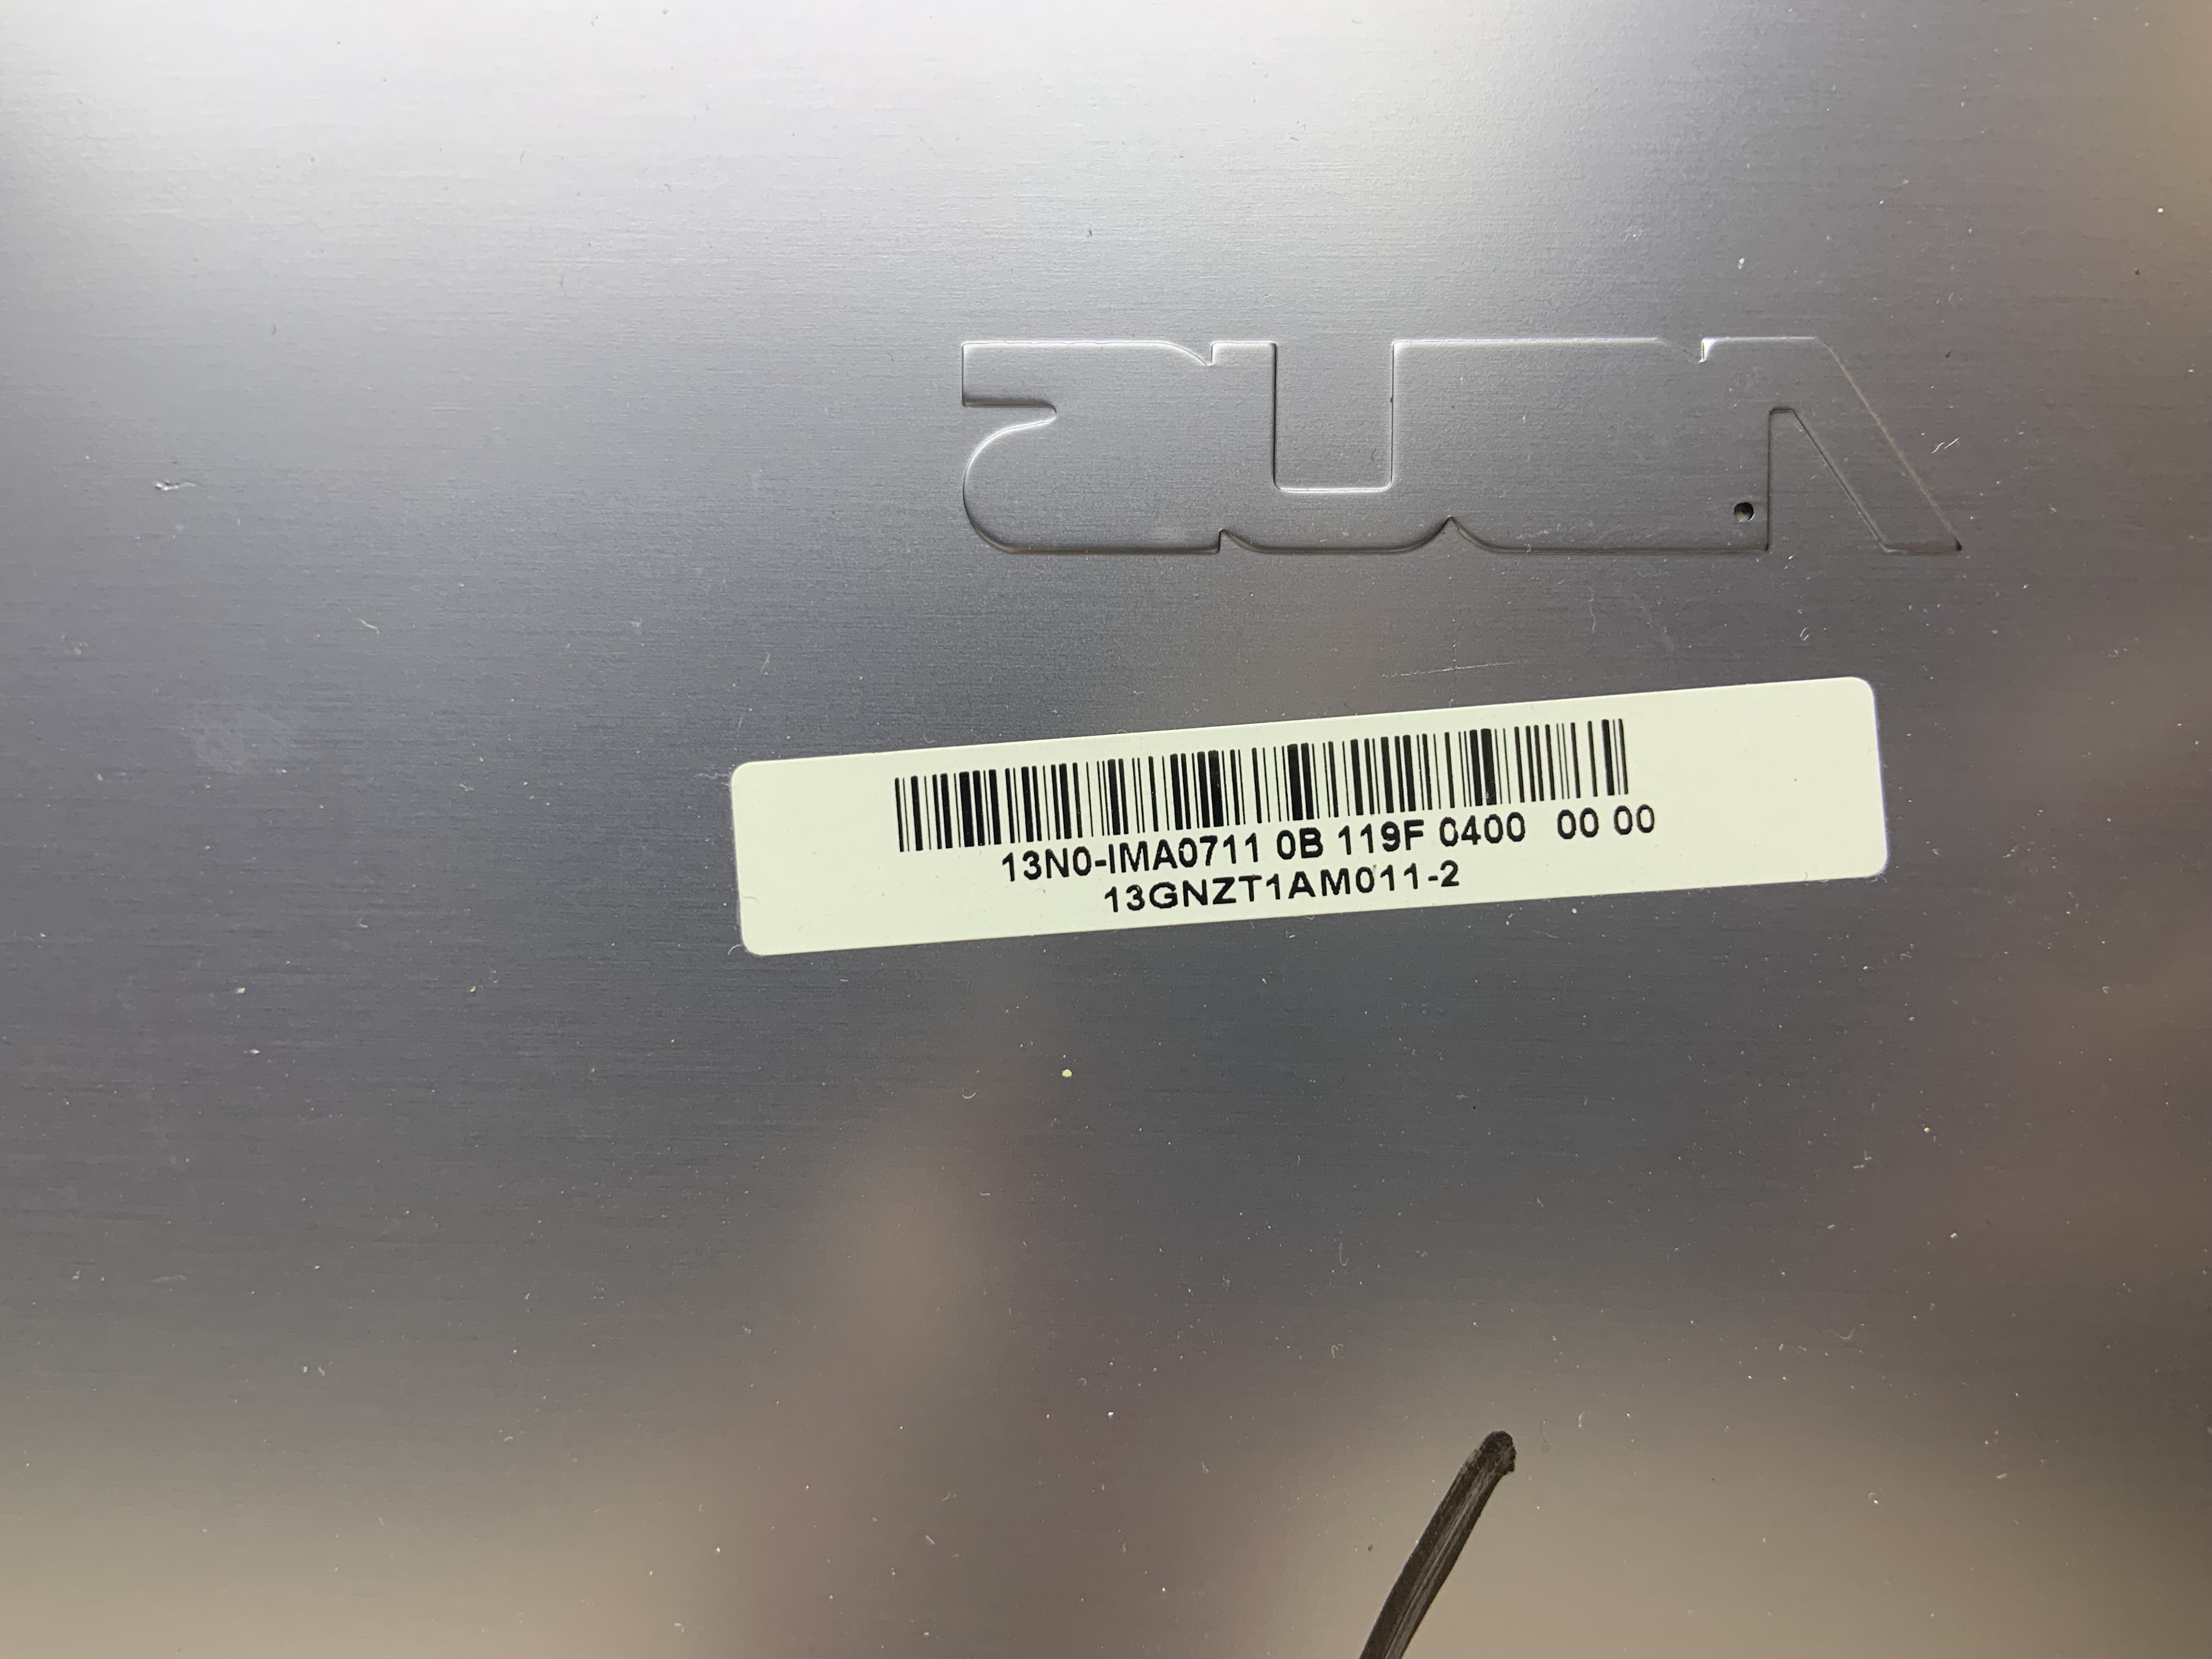 ASUS
13N0-IMA0711 0B 119F 0400 00 00
13GNZT1AM011-2